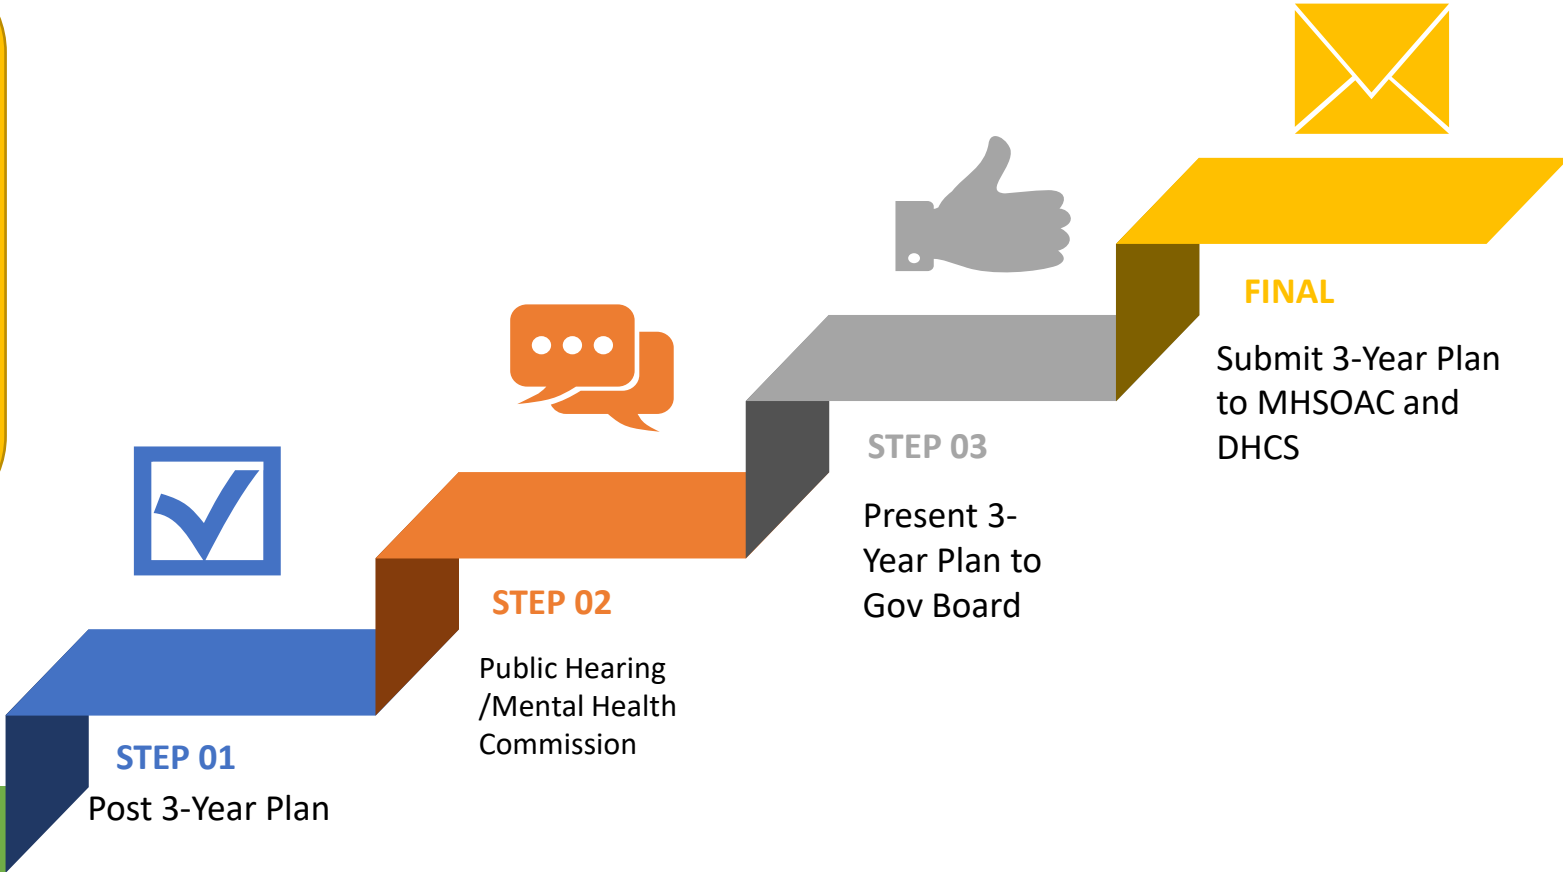 STEP 01
Post 3-Year Plan
STEP 02
Public Hearing
/Mental Health
Commission
STEP 03
Present 3-
Year Plan to
Gov Board
FINAL
Submit 3-Year Plan
to MHSOAC and
DHCS